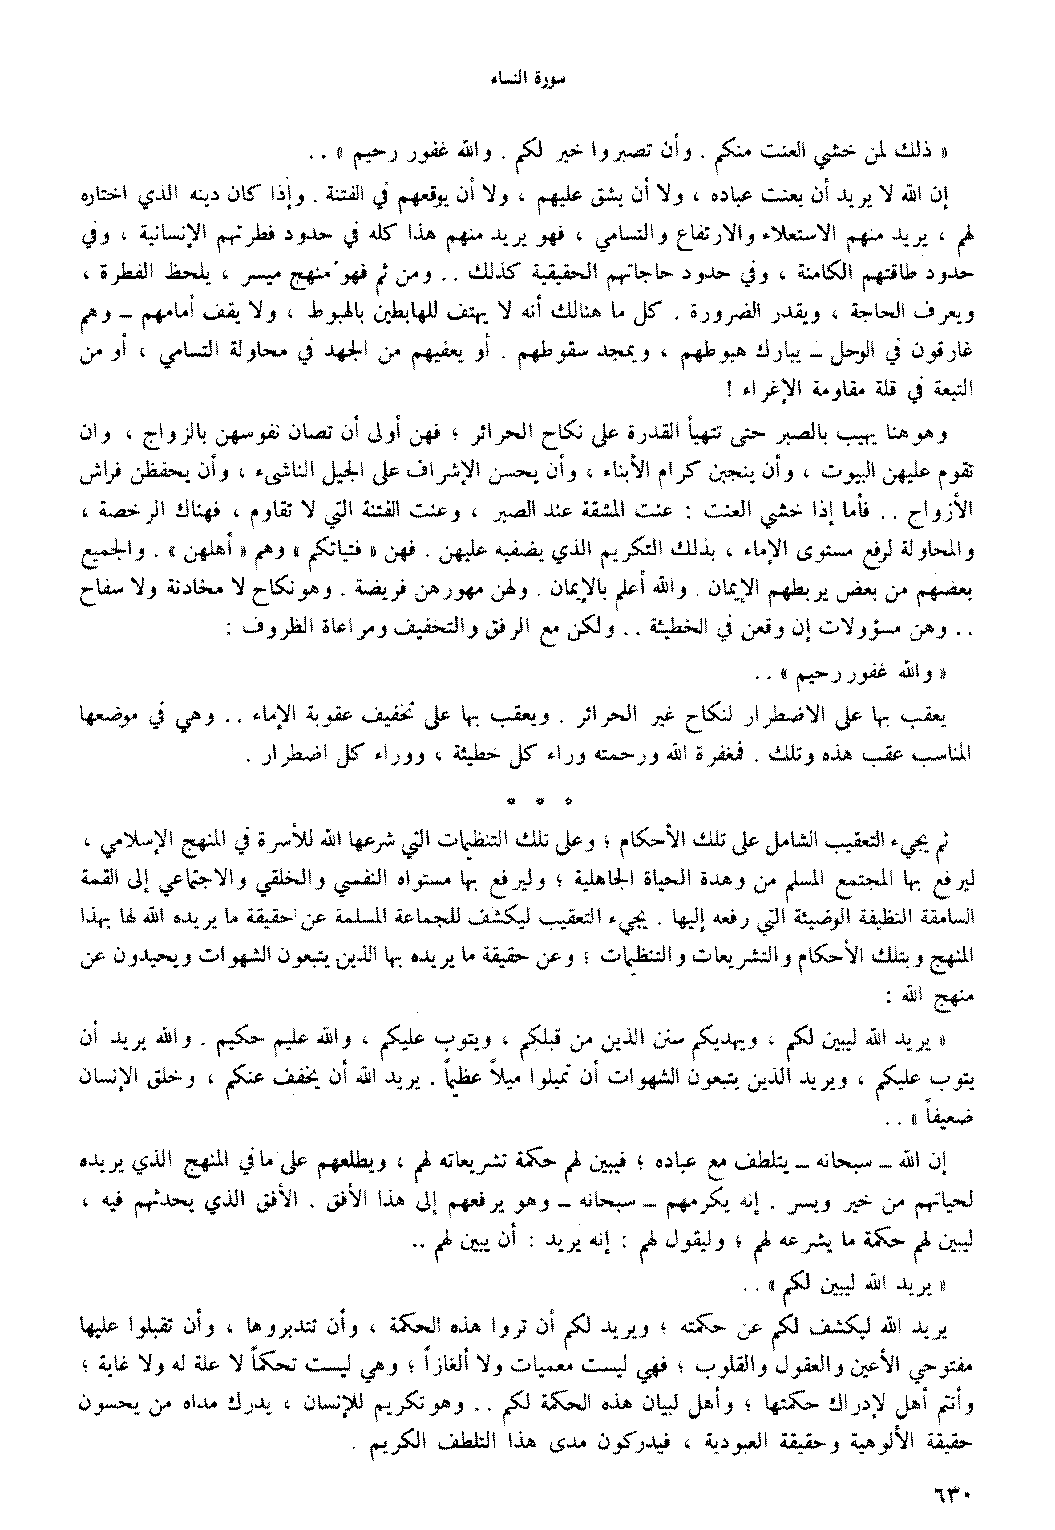 سورة النساء
« ذلك لمن خشي العنت منكم . وأن تصبروا خير لكم . والله غفور رحيم » . .
إن الله لا يريد أن يعنت عباده ، ولا أن يشق عليهم ، ولا أن يوقعهم في الفتنة . وإذا كان دينه الذي اختاره
لهم ، يريد منهم الاستعلاء والارتفاع والتسامي ، فهو يريد منهم هذا كله في حدود فطرتهم الإنسانية ، وفي
حدود طاقتهم الكامنة ، وفي حدود حاجاتهم الحقيقية كذلك . . ومن ثم فهو منهج ميسر ، يلحظ الفطرة ،
ويعرف الحاجة ، ويقدر الضرورة . كل ما هنالك أنه لا يهتف للهابطين بالهبوط ، ولا يقف أمامهم – وهم
غارقون في الوحل – يبارك هبوطهم ، ويمجد سقوطهم . أو يعفيهم من الجهد في محاولة التسامي ، أو من
التبعة في قلة مقاومة الإغراء !
وهو هنا يهيب بالصبر حتى تتهيأ القدرة على نكاح الحرائر ؛ فهن أولى أن تصان نفوسهن بالزواج ، وان
تقوم عليهن البيوت ، وأن ينجبن كرام الأبناء ، وأن يحسن الإشراف على الجيل الناشىء ، وأن يحفظن فراش
الأزواج . . فأما إذا خشي العنت : عنت المشقة عند الصبر ، وعنت الفتنة التي لا تقاوم ، فهناك الرخصة ،
والمحاولة لرفع مستوى الإماء ، بذلك التكريم الذي يضفيه عليهن . فهن « فتياتكم » وهم « أهلهن » . والجميع
بعضهم من بعض يربطهم الإيمان . والله أعلم بالإيمان . ولهن مهورهن فريضة . وهو نكاح لا مخادنة ولا سفاح
. . وهن مسؤولات إن وقعن في الخطيئة . . ولكن مع الرفق والتخفيف ومراعاة الظروف :
« والله غفور رحيم » . .
يعقب بها على الاضطرار لنكاح غير الحرائر . ويعقب بها على تخفيف عقوبة الإماء . . وهي في موضعها
المناسب عقب هذه وتلك . فمغفرة الله ورحمته وراء كل خطيئة ، ووراء كل اضطرار .
* * *
ثم يجيء التعقيب الشامل على تلك الأحكام ؛ وعلى تلك التنظيمات التي شرعها الله للأسرة في المنهج الإسلامي ،
ليرفع بها المجتمع المسلم من وهدة الحياة الجاهلية ؛ وليرفع بها مستواه النفسي والخلقي والاجتماعي إلى القمة
السامقة النظيفة الوضيئة التي رفعه إليها . يجيء التعقيب ليكشف للجماعة المسلمة عن حقيقة ما يريده الله لها بهذا
المنهج وبتلك الأحكام والتشريعات والتنظيمات ؛ وعن حقيقة ما يريده بها الذين يتبعون الشهوات ويحيدون عن
منهج الله :
« يريد الله ليبين لكم ، ويهديكم سنن الذين من قبلكم ، ويتوب عليكم ، والله عليم حكيم . والله يريد أن
يتوب عليكم ، ويريد الذين يتبعون الشهوات أن تميلوا ميلاً عظيماً . يريد الله أن يخفف عنكم ، وخلق الإنسان
ضعيفاً » . .
إن الله – سبحانه – يتلطف مع عباده ؛ فيبين لهم حكمة تشريعاته لهم ، ويطلعهم على ما في المنهج الذي يريده
لحياتهم من خير ويسر . إنه يكرمهم – سبحانه – وهو يرفعهم إلى هذا الأفق . الأفق الذي يحدثهم فيه ،
ليبين لهم حكمة ما يشرعه لهم ؛ وليقول لهم : إنه يريد : أن يبين لهم ..
« يريد الله ليبين لكم » . .
يريد الله ليكشف لكم عن حكمته ؛ ويريد لكم أن تروا هذه الحكمة ، وأن تتدبروها ، وأن تقبلوا عليها
مفتوحي الأعين والعقول والقلوب ؛ فهي ليست معميات ولا ألغازاً ؛ وهي ليست تحكماً لا علة له ولا غاية ؛
وأنتم أهل لإدراك حكمتها ؛ وأهل لبيان هذه الحكمة لكم . . وهو تكريم للإنسان ، يدرك مداه من يحسون
حقيقة الألوهية وحقيقة العبودية ، فيدركون مدى هذا التلطف الكريم .
٦٣٠